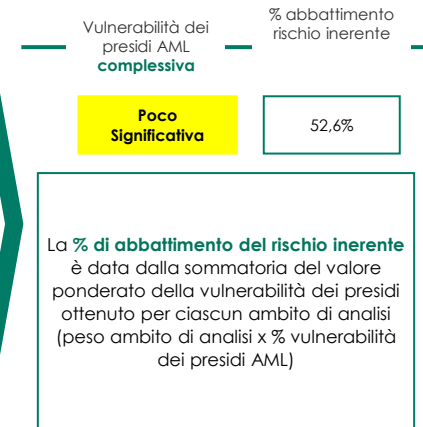 Vulnerabilità dei
presidi AML
complessiva
% abbattimento
rischio inerente
Poco
Significativa
52,6%
La % di abbattimento del rischio inerente
è data dalla sommatoria del valore
ponderato della vulnerabilità dei presidi
ottenuto per ciascun ambito di analisi
(peso ambito di analisi x % vulnerabilità
dei presidi AML)